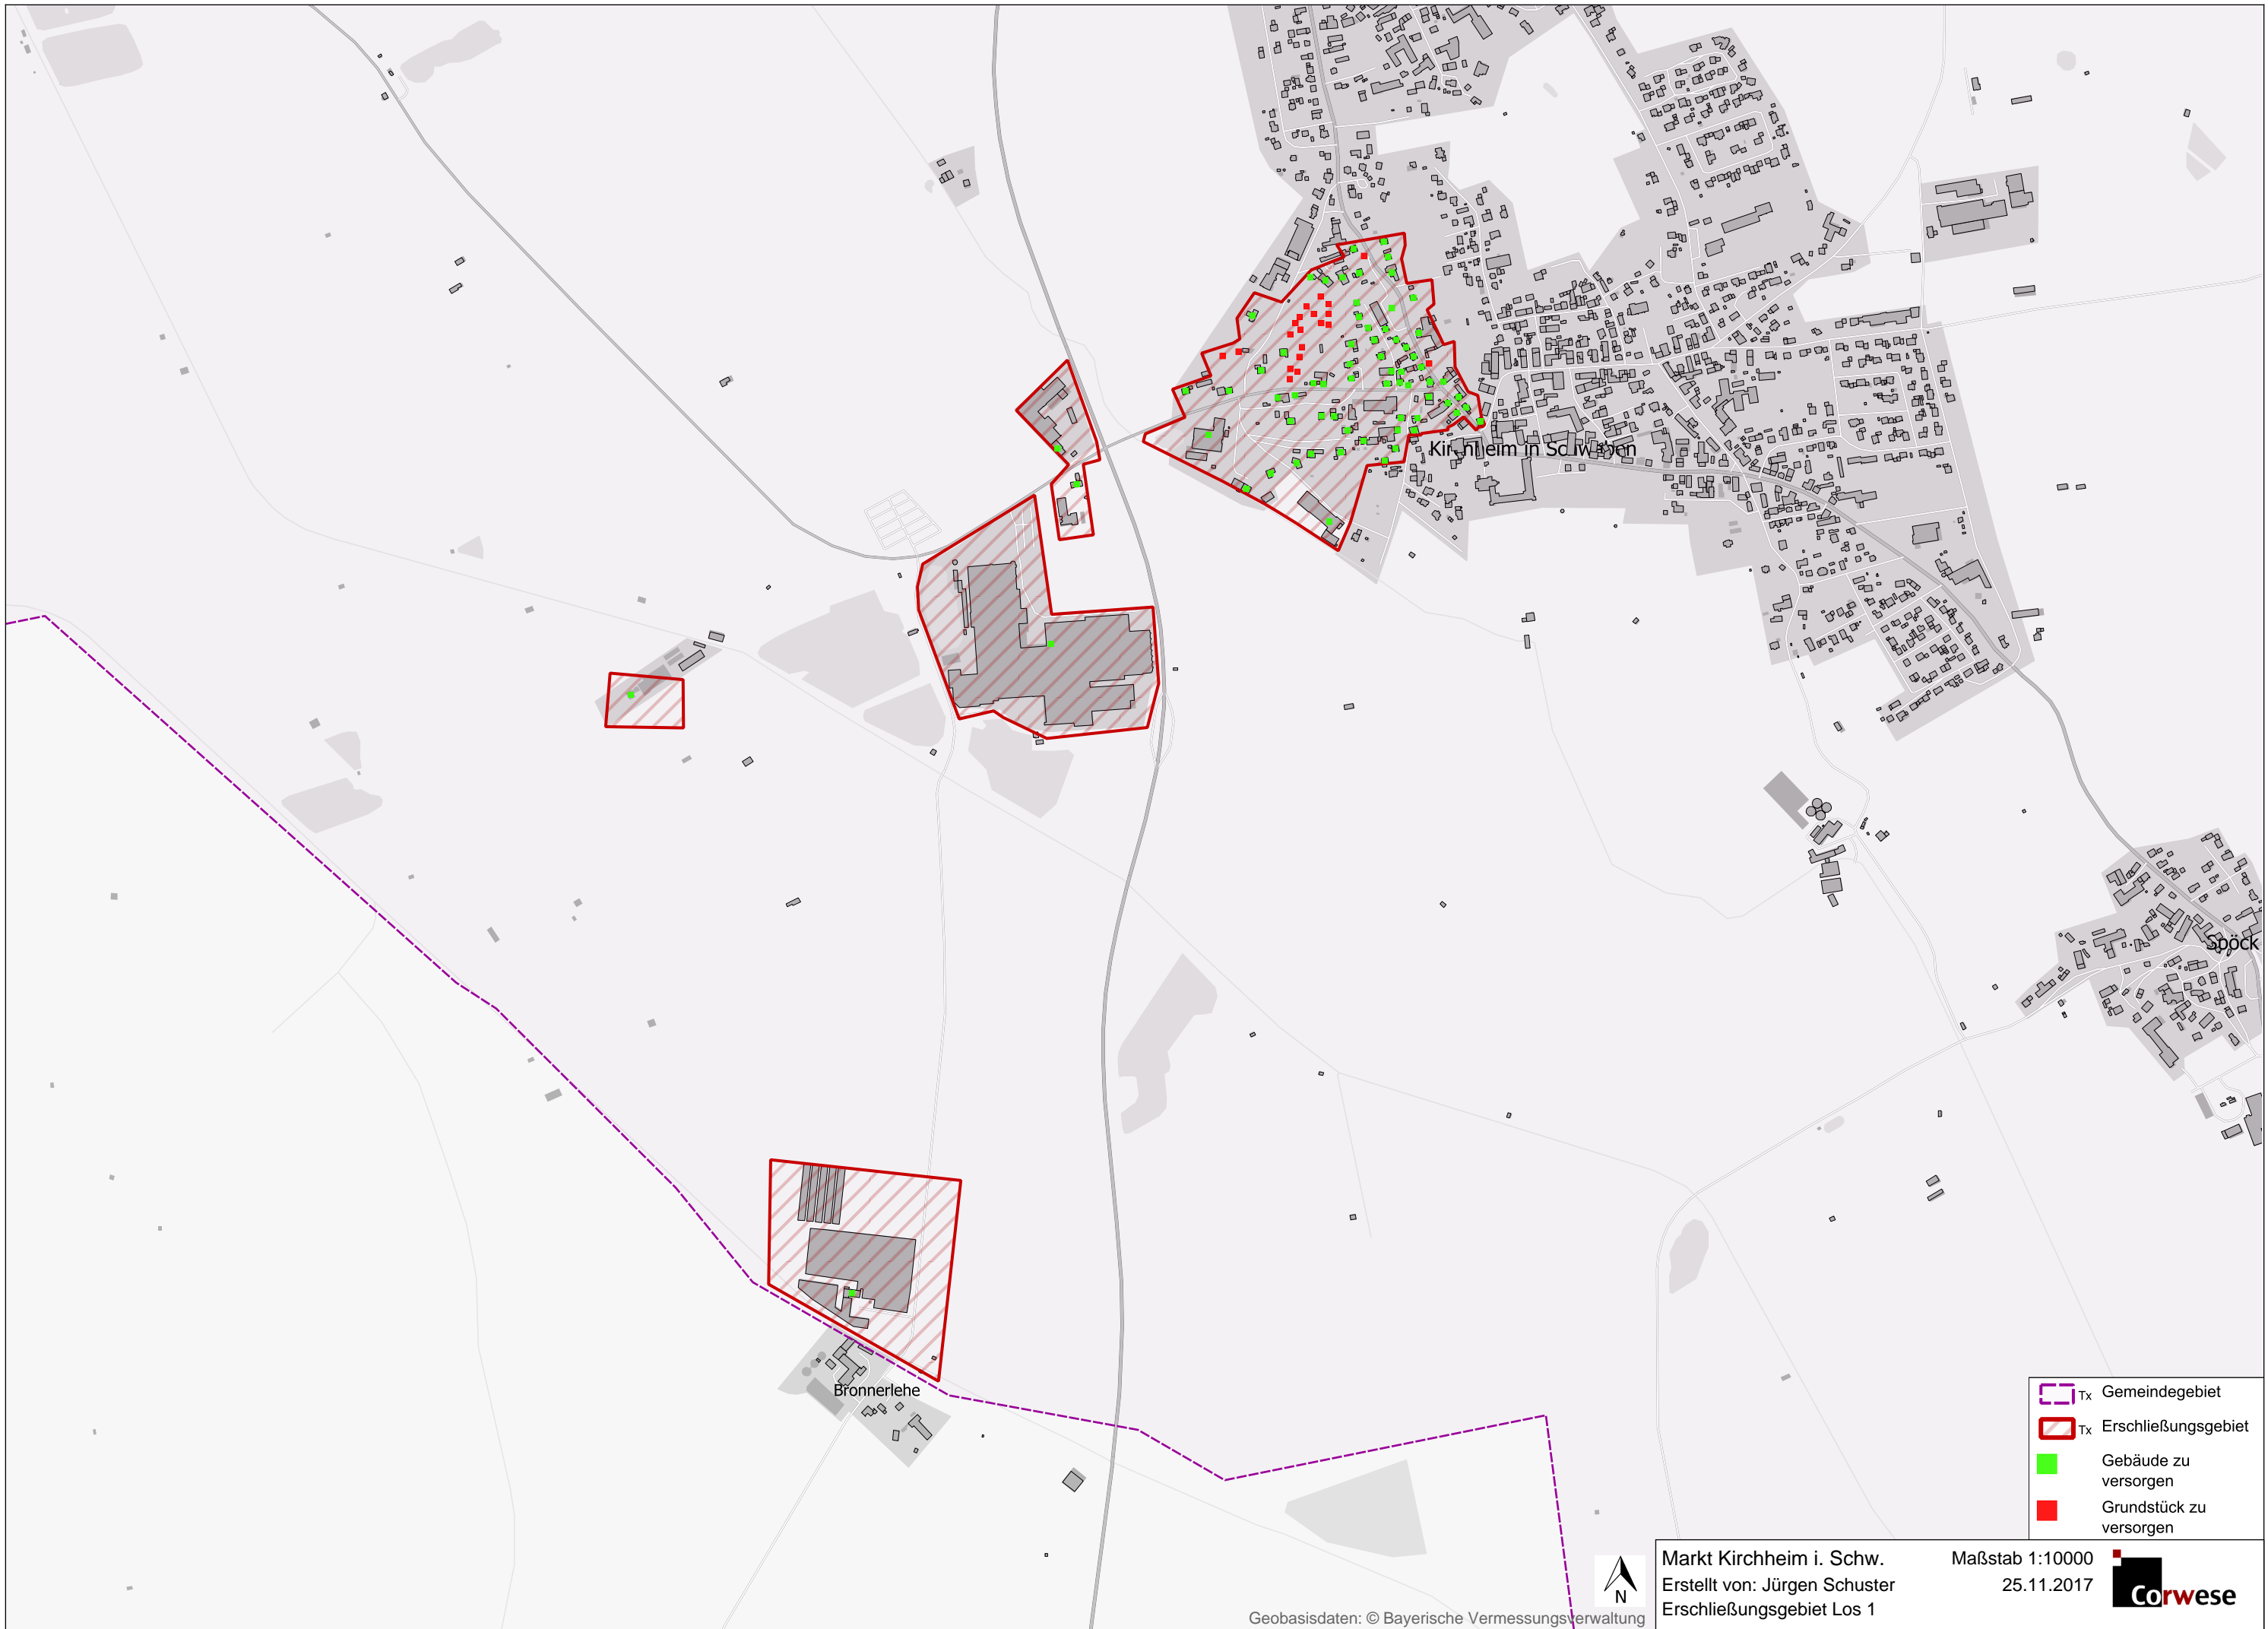 Kirchheim in Schwaben
Spöck
Bronnerlehe
Tx Gemeindegebiet
Tx Erschließungsgebiet
Gebäude zu
versorgen
Grundstück zu
versorgen
N
Markt Kirchheim i. Schw.
Maßstab 1:10000
Erstellt von: Jürgen Schuster
25.11.2017
Erschließungsgebiet Los 1
Corwese
Geobasisdaten: © Bayerische Vermessungsverwaltung